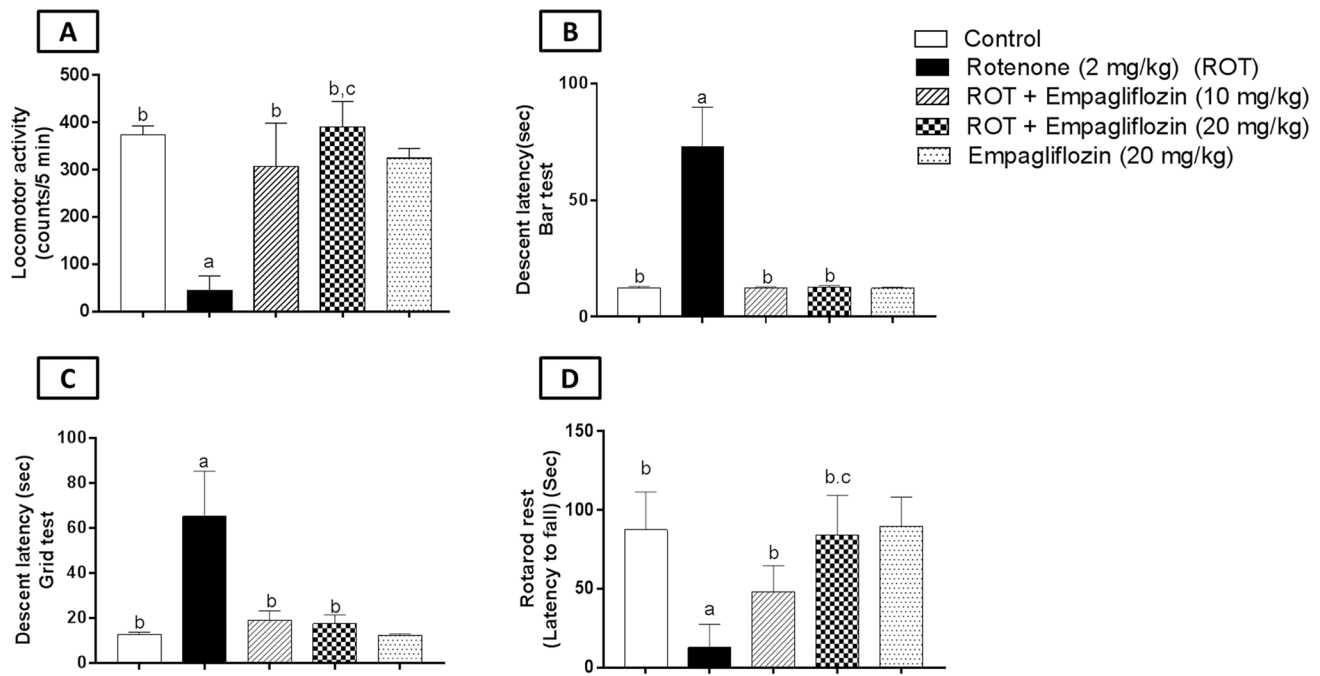 A
Locomotor activity
(counts/5 min)
500
400
300
200
100
0
b
a
b
b,c
B
Descent latency(sec)
Bar test
100
50
0
b
a
b
b
Control
Rotenone (2 mg/kg) (ROT)
ROT + Empagliflozin (10 mg/kg)
ROT + Empagliflozin (20 mg/kg)
Empagliflozin (20 mg/kg)
C
Descent latency (sec)
Grid test
100
80
60
40
20
0
b
a
b
b
D
Rotarod rest
(Latency to fall) (Sec)
150
100
50
0
b
a
b
b.c